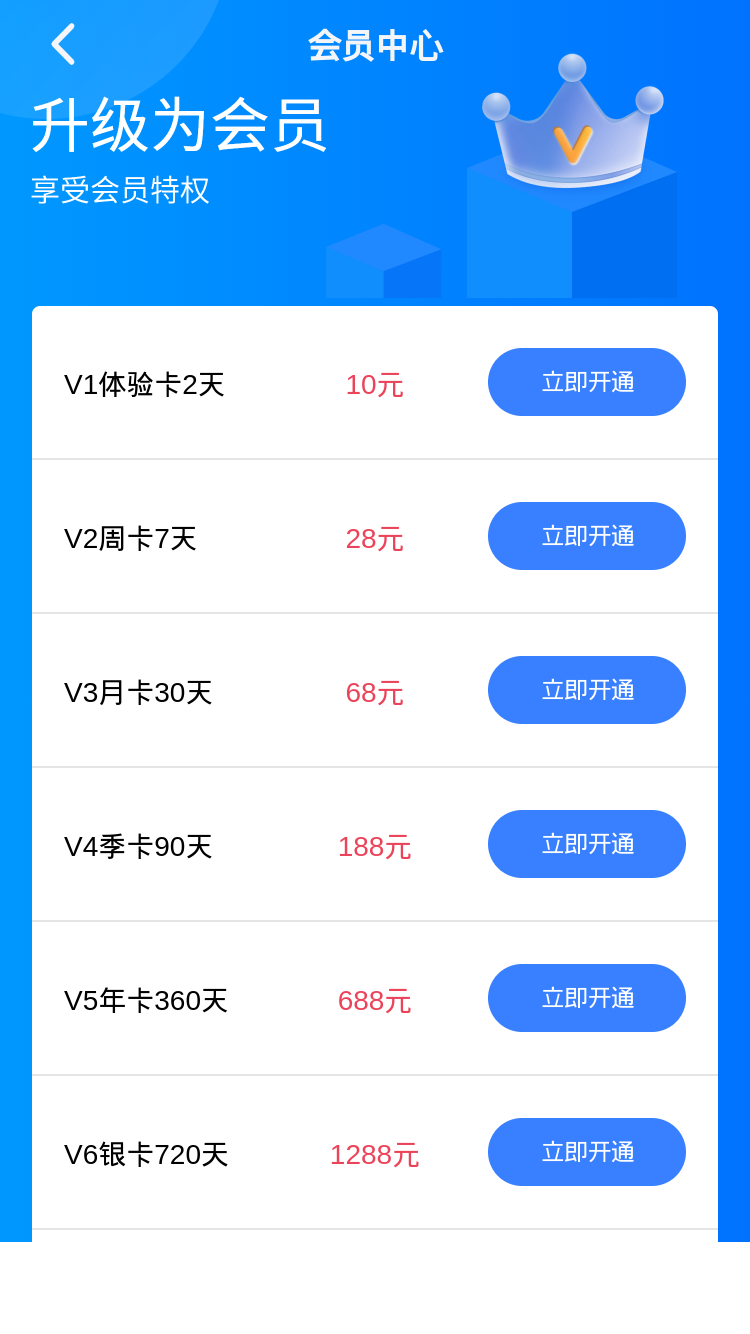 会员中心
升级为会员
享受会员特权
V
V1体验卡2天 10元 立即开通
V2周卡7天 28元 立即开通
V3月卡30天 68元 立即开通
V4季卡90天 188元 立即开通
V5年卡360天 688元 立即开通
V6银卡720天 1288元 立即开通